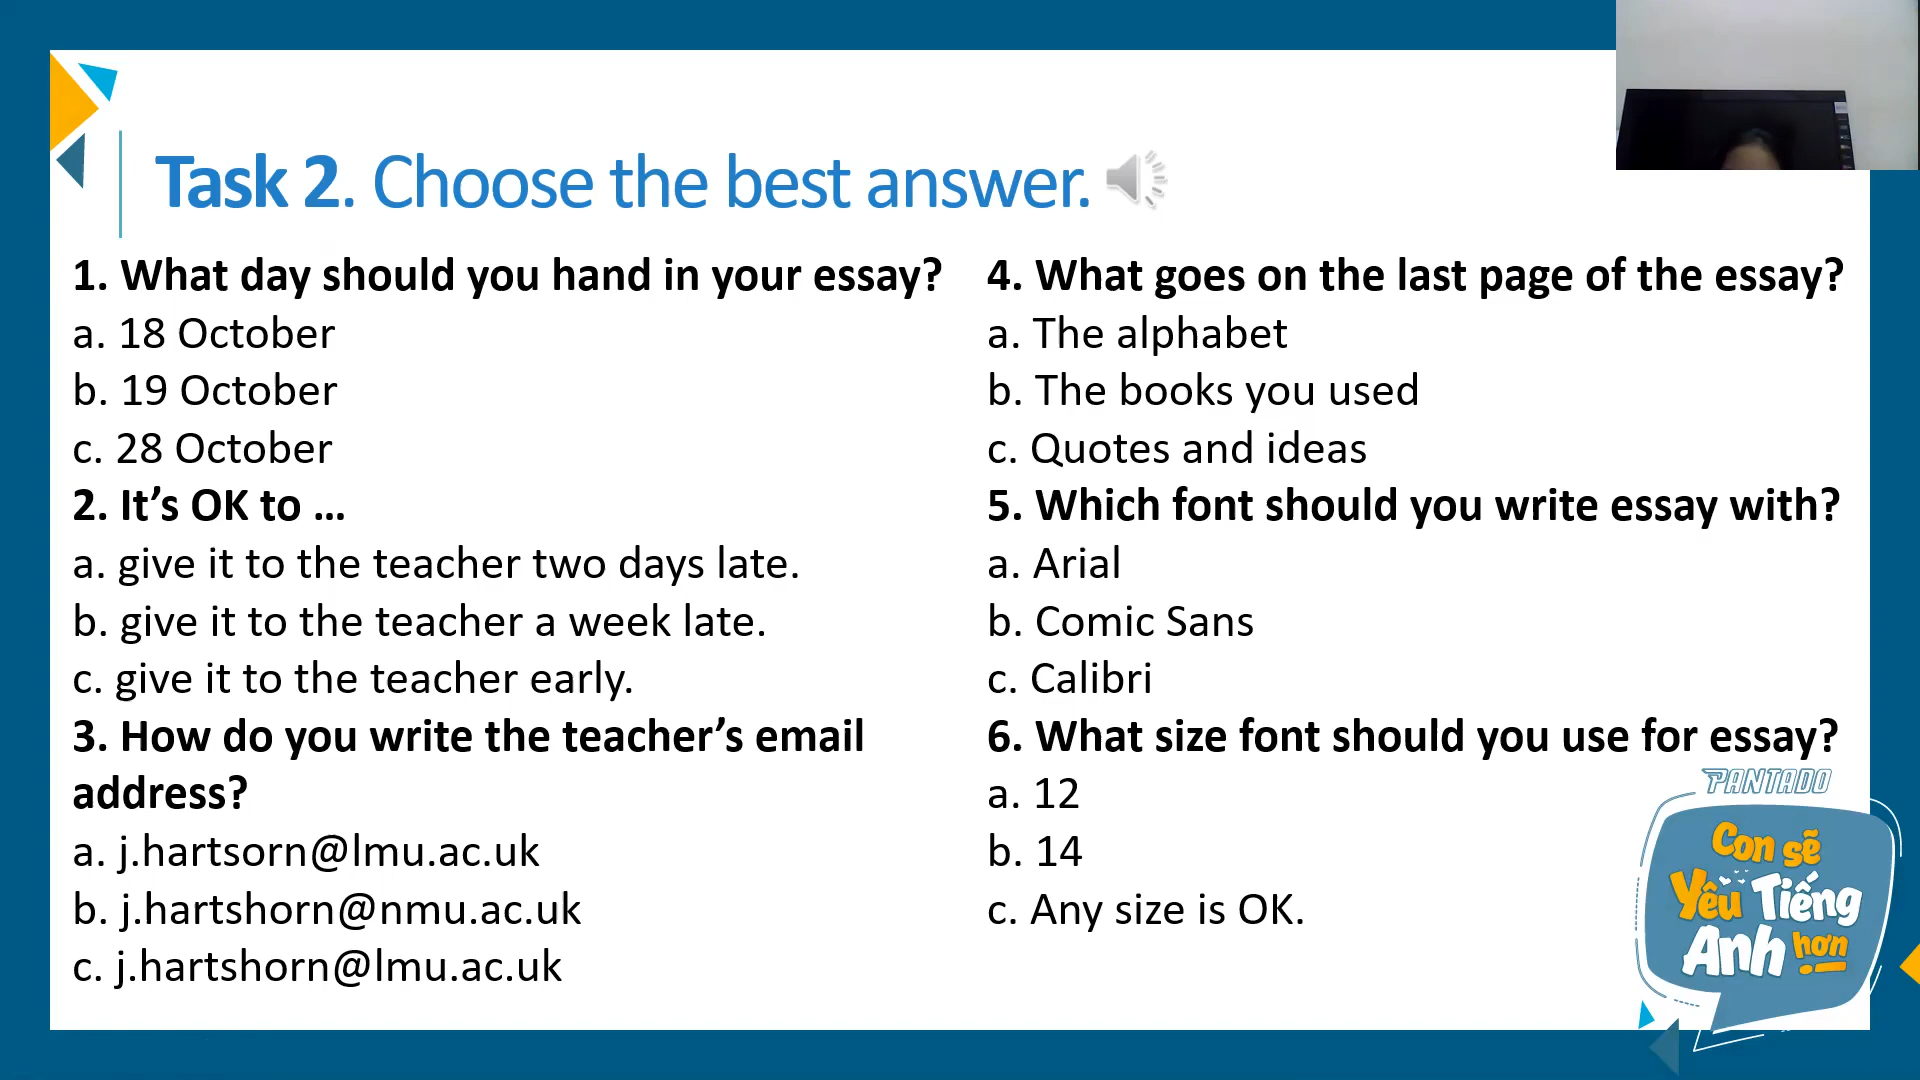 Task 2. Choose the best answer.
1. What day should you hand in your essay?
a. 18 October
b. 19 October
c. 28 October
2. It’s OK to ...
a. give it to the teacher two days late.
b. give it to the teacher a week late.
c. give it to the teacher early.
3. How do you write the teacher’s email
address?
a. j.hartsorn@lmu.ac.uk
b. j.hartshorn@nmu.ac.uk
c. j.hartshorn@lmu.ac.uk
4. What goes on the last page of the essay?
a. The alphabet
b. The books you used
c. Quotes and ideas
5. Which font should you write essay with?
a. Arial
b. Comic Sans
c. Calibri
6. What size font should you use for essay?
a. 12
b. 14
c. Any size is OK.
PANTADO
Con sẽ
Yêu Tiếng
Anh hơn